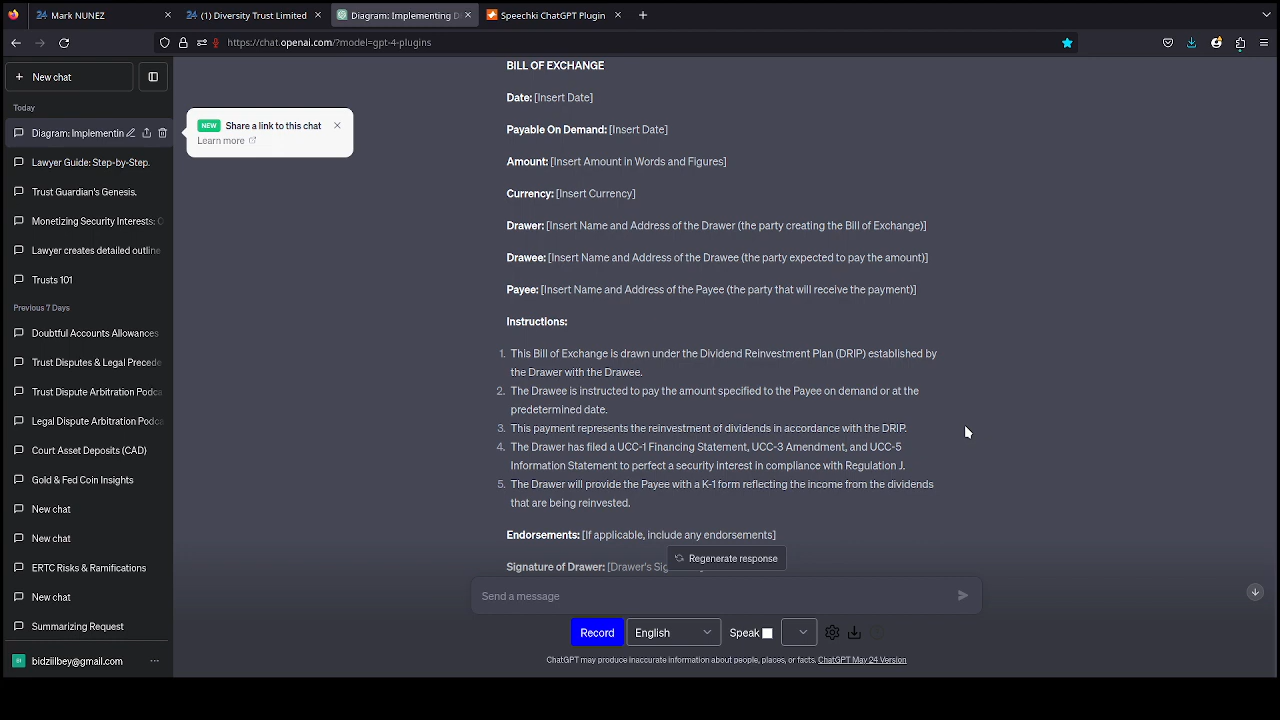 Mark NUNEZ
(1) Diversity Trust Limited
Diagram: Implementing D
Speechki ChatGPT Plugin
https://chat.openai.com/?model=gpt-4-plugins
New chat
Today
Diagram: Implementin
Lawyer Guide: Step-by-Step.
Trust Guardian's Genesis.
Monetizing Security Interests: O
Lawyer creates detailed outline
Trusts 101
Previous 7 Days
Doubtful Accounts Allowances
Trust Disputes & Legal Precede
Trust Dispute Arbitration Podca
Legal Dispute Arbitration Podca
Court Asset Deposits (CAD)
Gold & Fed Coin Insights
New chat
New chat
ERTC Risks & Ramifications
New chat
Summarizing Request
bidzillbey@gmail.com
NEW Share a link to this chat
Learn more
BILL OF EXCHANGE
Date: [Insert Date]
Payable On Demand: [Insert Date]
Amount: [Insert Amount in Words and Figures]
Currency: [Insert Currency]
Drawer: [Insert Name and Address of the Drawer (the party creating the Bill of Exchange)]
Drawee: [Insert Name and Address of the Drawee (the party expected to pay the amount)]
Payee: [Insert Name and Address of the Payee (the party that will receive the payment)]
Instructions:
1. This Bill of Exchange is drawn under the Dividend Reinvestment Plan (DRIP) established by
the Drawer with the Drawee.
2. The Drawee is instructed to pay the amount specified to the Payee on demand or at the
predetermined date.
3. This payment represents the reinvestment of dividends in accordance with the DRIP.
4. The Drawer has filed a UCC-1 Financing Statement, UCC-3 Amendment, and UCC-5
Information Statement to perfect a security interest in compliance with Regulation J.
5. The Drawer will provide the Payee with a K-1 form reflecting the income from the dividends
that are being reinvested.
Endorsements: [If applicable, include any endorsements]
Regenerate response
Signature of Drawer: [Drawer's Sig
Send a message
Record
English
Speak
ChatGPT may produce inaccurate information about people, places, or facts. ChatGPT May 24 Version